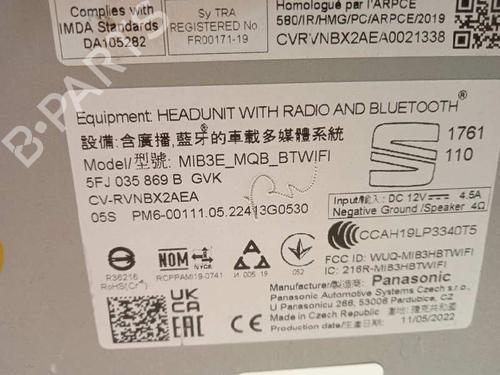 Complies with
IMDA Standards
DA105282
Sy TRA
REGISTERED No
FR00171-19
Homologué par l'ARPCE
580/IR/HMG/PC/ARPCE/2019
CVRVNBX2AEA0021338
B-PARTS
Equipment: HEADUNIT WITH RADIO AND BLUETOOTH®
設備:含廣播,藍牙的車載多媒體系統
Model/型號: MIB3E_MQB_BTWIFI
5FJ 035 869 B GVK
CV-RVNBX2AEA
05S PM6-00111.05.22413G0530
1761
110
Input/輸入: DC 12V 4.5A
Negative Ground /Speaker 4Ω
CCAH19LP3340T5
FCC ID: WUQ-MIB3HBTWIFI
IC: 216R-MIB3HBTWIFI
R36216
RoHS(Cr⁶⁺)
NOM
NYCE
RCPPAMI19-0741
И 005 19
052
UK
CA
EAC
Manufacturer/製造商: Panasonic
Panasonic Automotive Systems Czech, s.r.o.
U Panasonicu 266, 53006 Pardubice, CZ
Made in Czech Republic
Production date/生產日期: 11/05/2022